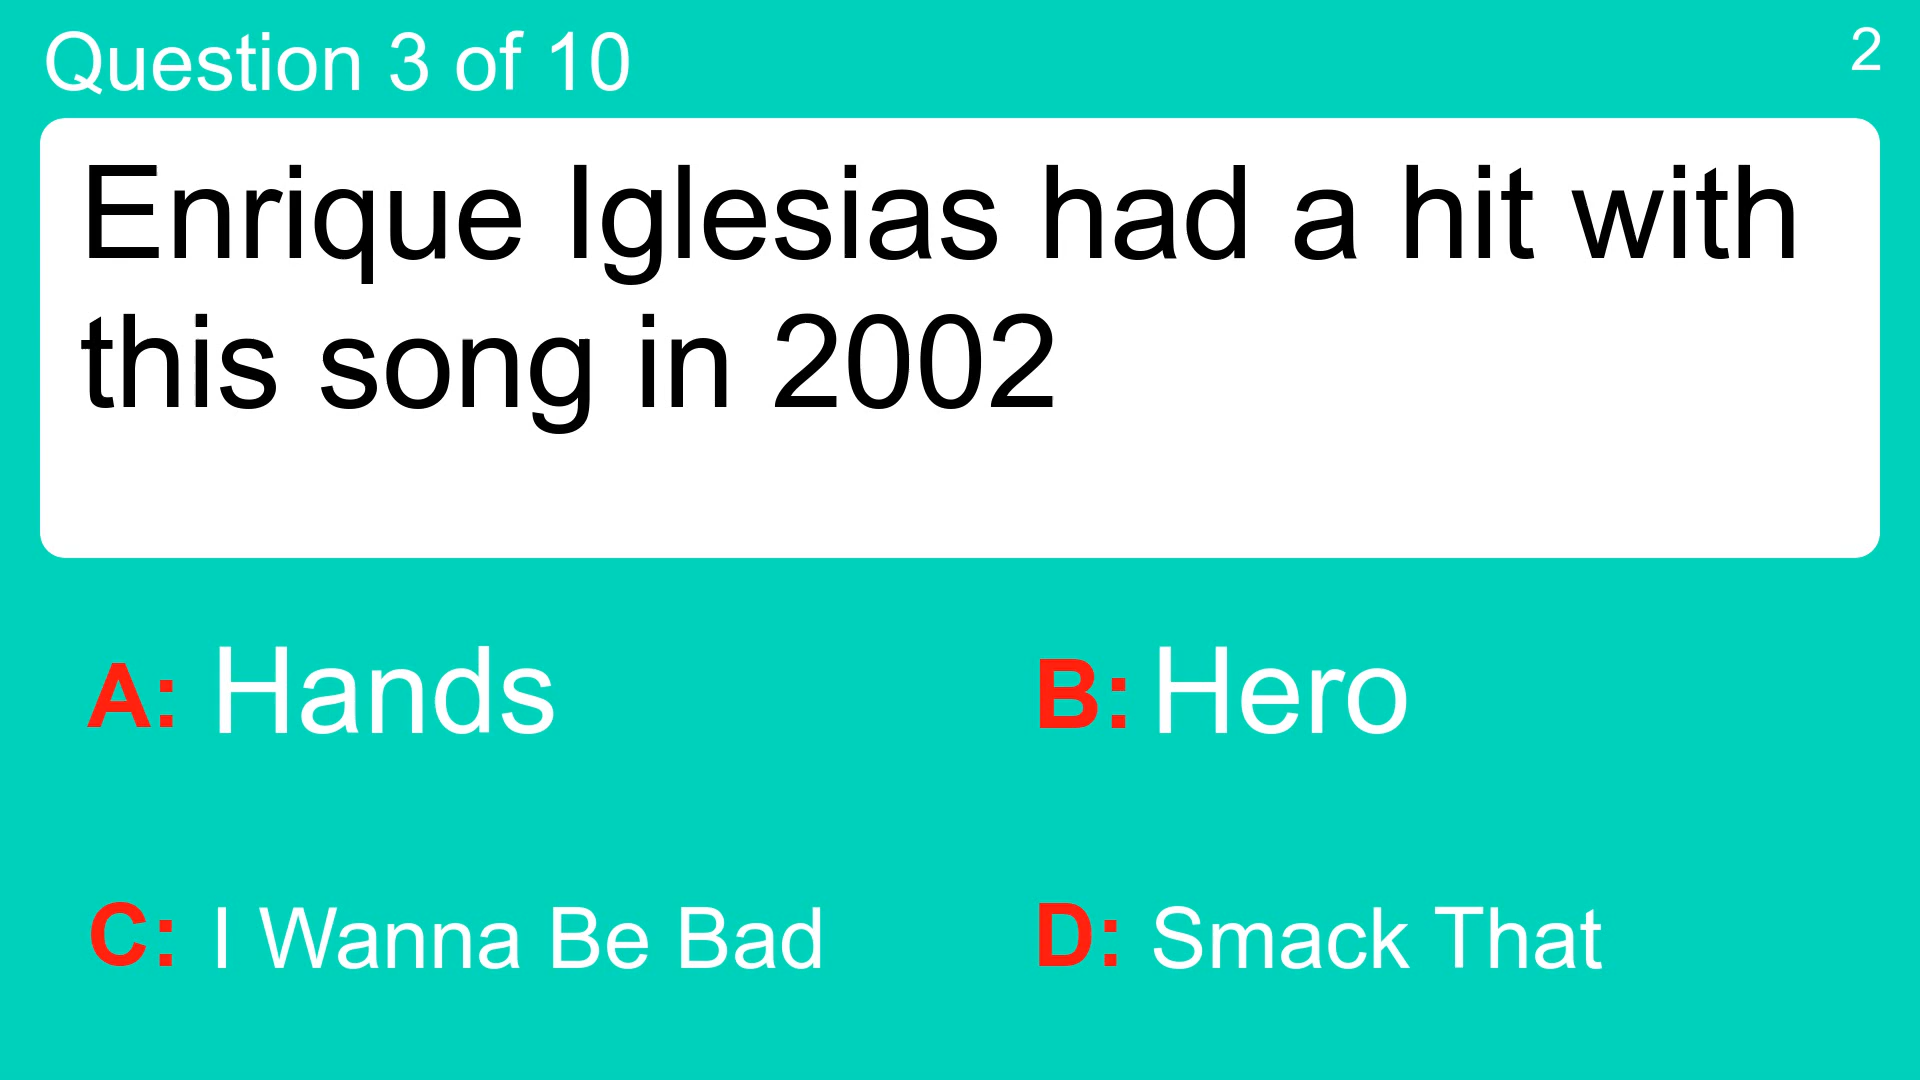 Question 3 of 10
2
Enrique Iglesias had a hit with
this song in 2002
A: Hands
B: Hero
C: I Wanna Be Bad
D: Smack That